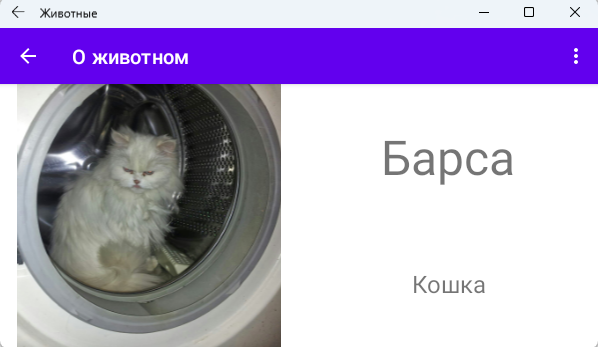 Животные
О животном
Барса
Кошка